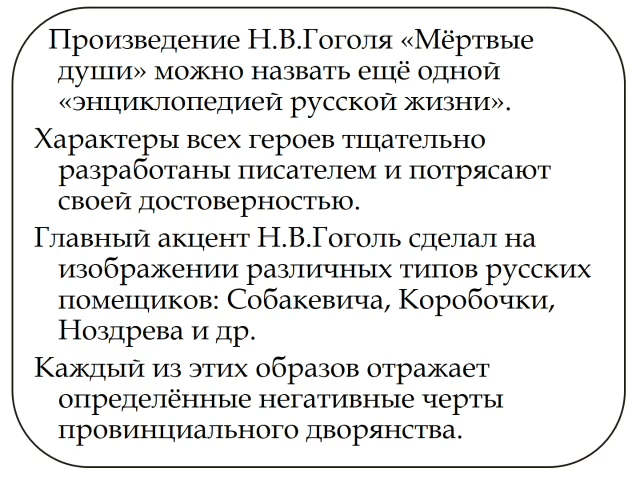 Произведение Н.В.Гоголя «Мёртвые
души» можно назвать ещё одной
«энциклопедией русской жизни».
Характеры всех героев тщательно
разработаны писателем и потрясают
своей достоверностью.
Главный акцент Н.В.Гоголь сделал на
изображении различных типов русских
помещиков: Собакевича, Коробочки,
Ноздрева и др.
Каждый из этих образов отражает
определённые негативные черты
провинциального дворянства.